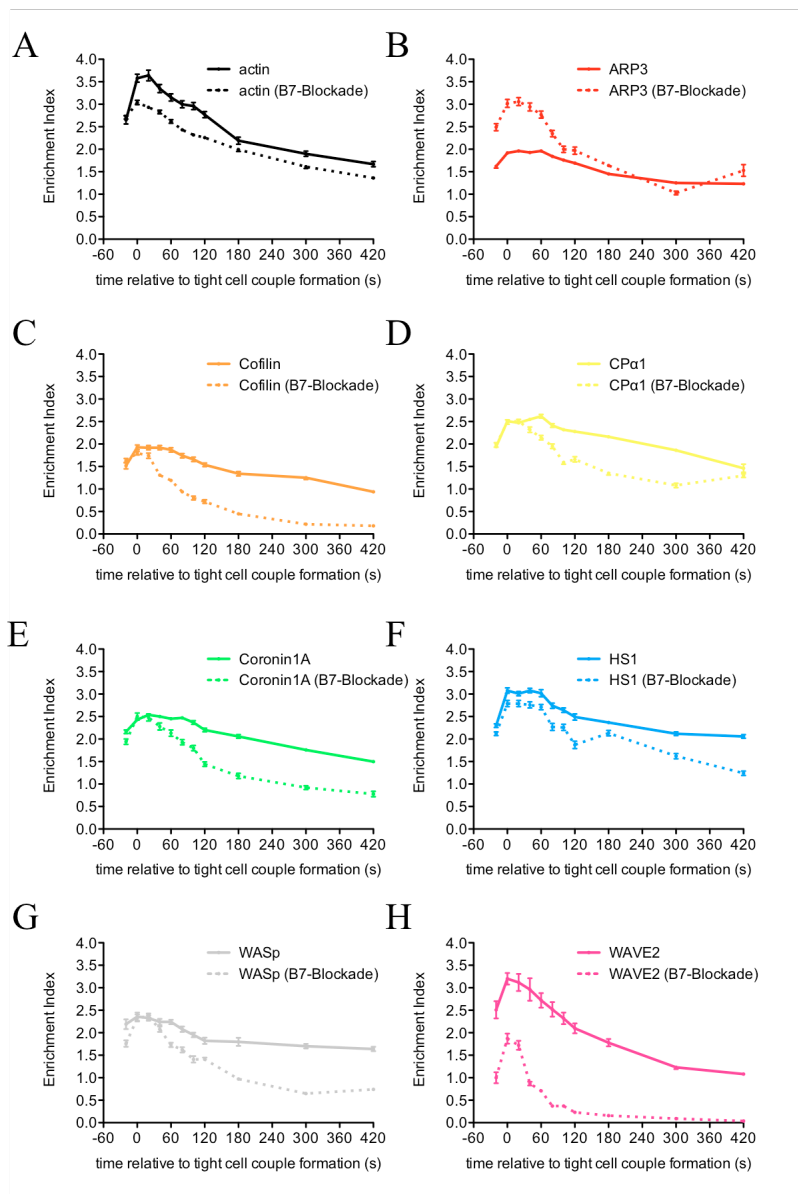 A
actin
actin (B7-Blockade)
Enrichment Index
4.0
3.5
3.0
2.5
2.0
1.5
1.0
0.5
0.0
-60 0 60 120 180 240 300 360 420
time relative to tight cell couple formation (s)
B
ARP3
ARP3 (B7-Blockade)
Enrichment Index
4.0
3.5
3.0
2.5
2.0
1.5
1.0
0.5
0.0
-60 0 60 120 180 240 300 360 420
time relative to tight cell couple formation (s)
C
Cofilin
Cofilin (B7-Blockade)
Enrichment Index
4.0
3.5
3.0
2.5
2.0
1.5
1.0
0.5
0.0
-60 0 60 120 180 240 300 360 420
time relative to tight cell couple formation (s)
D
CPα1
CPα1 (B7-Blockade)
Enrichment Index
4.0
3.5
3.0
2.5
2.0
1.5
1.0
0.5
0.0
-60 0 60 120 180 240 300 360 420
time relative to tight cell couple formation (s)
E
Coronin1A
Coronin1A (B7-Blockade)
Enrichment Index
4.0
3.5
3.0
2.5
2.0
1.5
1.0
0.5
0.0
-60 0 60 120 180 240 300 360 420
time relative to tight cell couple formation (s)
F
HS1
HS1 (B7-Blockade)
Enrichment Index
4.0
3.5
3.0
2.5
2.0
1.5
1.0
0.5
0.0
-60 0 60 120 180 240 300 360 420
time relative to tight cell couple formation (s)
G
WASp
WASp (B7-Blockade)
Enrichment Index
4.0
3.5
3.0
2.5
2.0
1.5
1.0
0.5
0.0
-60 0 60 120 180 240 300 360 420
time relative to tight cell couple formation (s)
H
WAVE2
WAVE2 (B7-Blockade)
Enrichment Index
4.0
3.5
3.0
2.5
2.0
1.5
1.0
0.5
0.0
-60 0 60 120 180 240 300 360 420
time relative to tight cell couple formation (s)